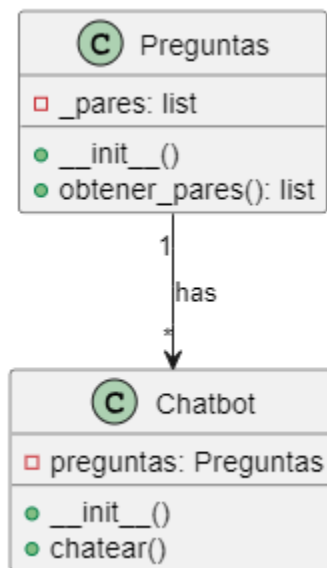 C Preguntas
_pares: list
__init__()
obtener_pares(): list
1
has
*
C Chatbot
preguntas: Preguntas
__init__()
chatear()